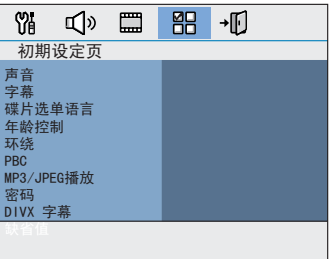 初期设定页
声音
字幕
碟片选单语言
年龄控制
环绕
PBC
MP3/JPEG播放
密码
DIVX 字幕
缺省值